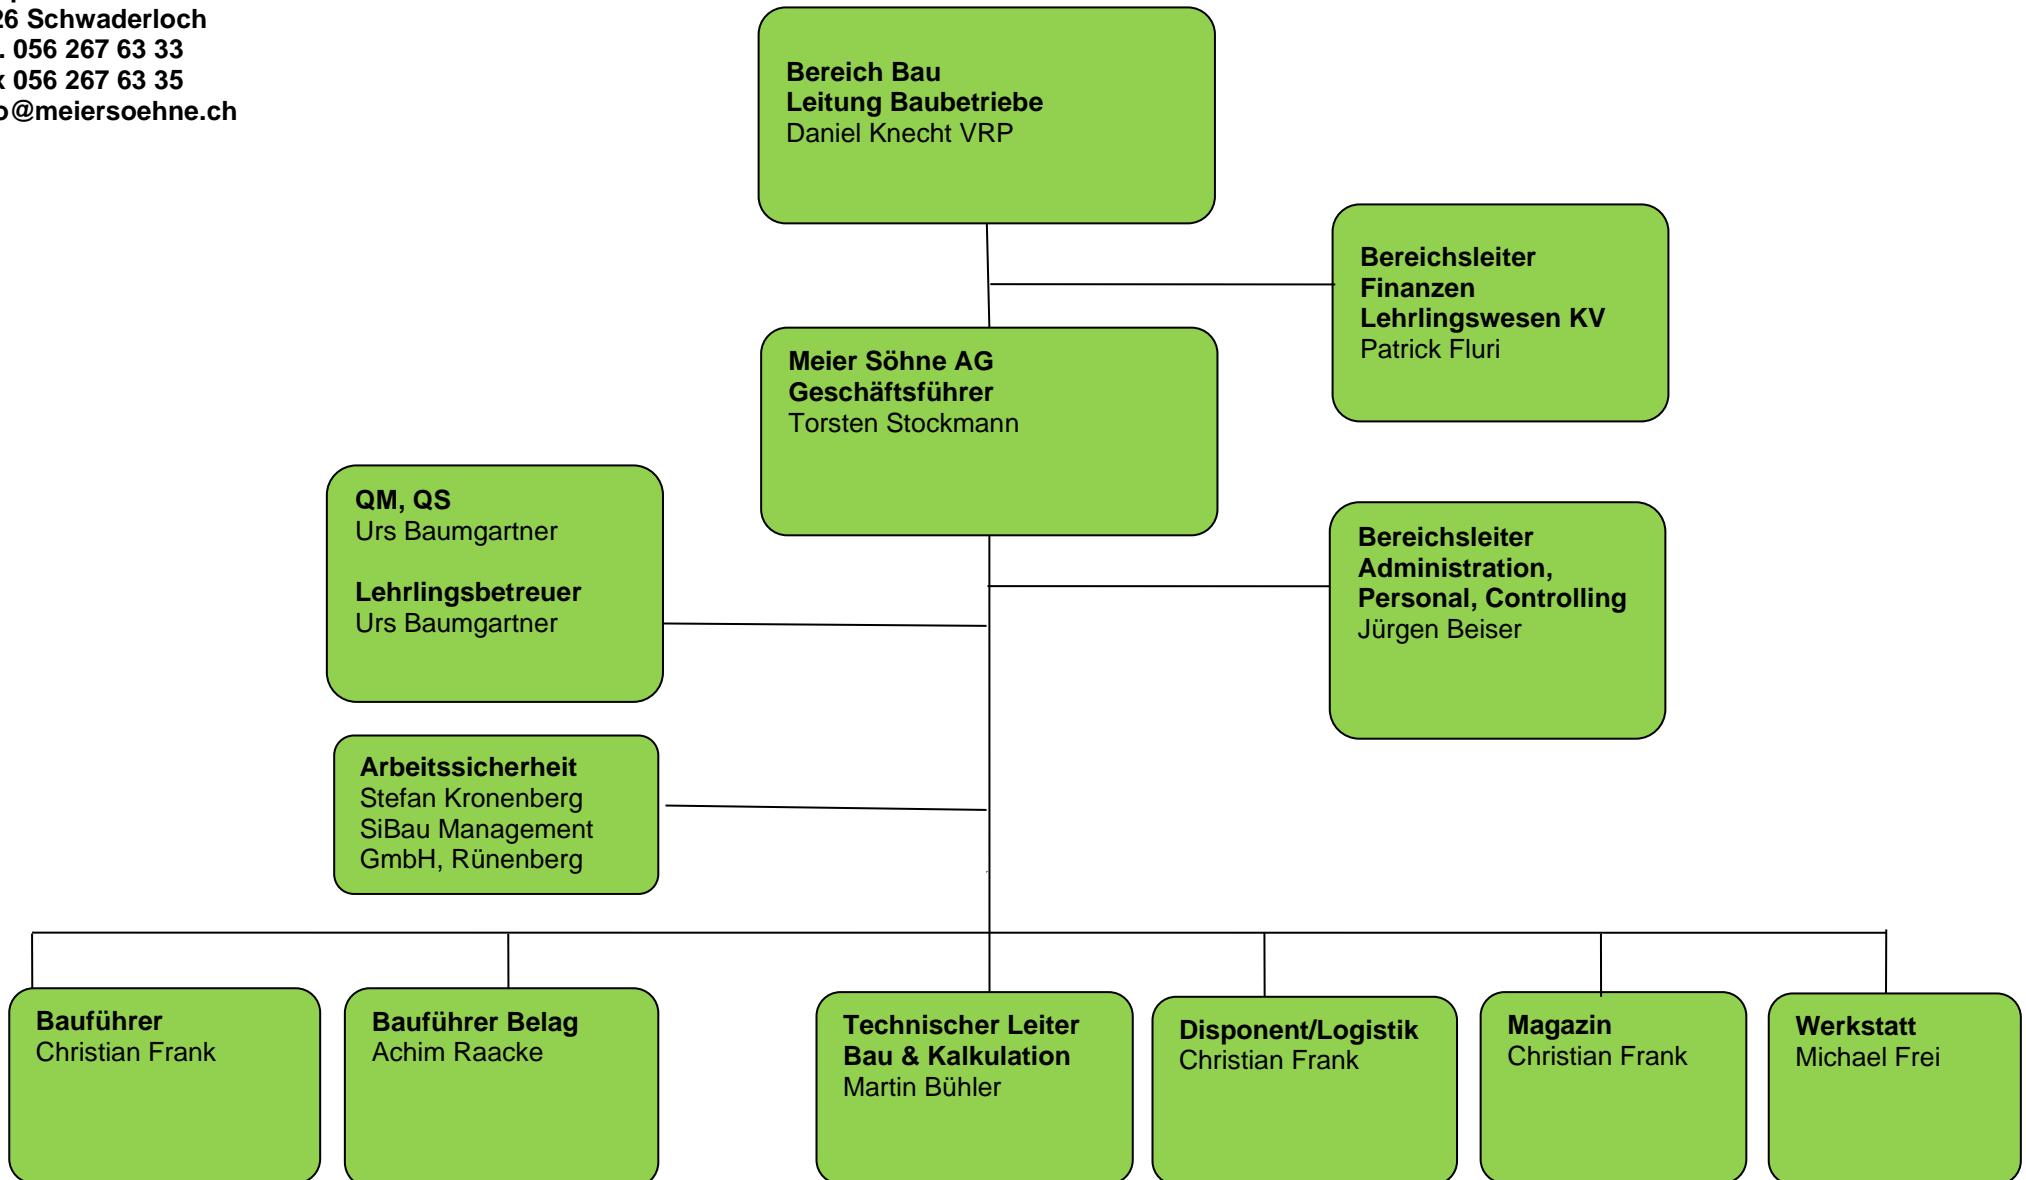 26 Schwaderloch
. 056 267 63 33
x 056 267 63 35
o@meiersoehne.ch
Bereich Bau
Leitung Baubetriebe
Daniel Knecht VRP
Bereichsleiter
Finanzen
Lehrlingswesen KV
Patrick Fluri
Meier Söhne AG
Geschäftsführer
Torsten Stockmann
QM, QS
Urs Baumgartner
Lehrlingsbetreuer
Urs Baumgartner
Bereichsleiter
Administration,
Personal, Controlling
Jürgen Beiser
Arbeitssicherheit
Stefan Kronenberg
SiBau Management
GmbH, Rünenberg
Bauführer
Christian Frank
Bauführer Belag
Achim Raacke
Technischer Leiter
Bau & Kalkulation
Martin Bühler
Disponent/Logistik
Christian Frank
Magazin
Christian Frank
Werkstatt
Michael Frei